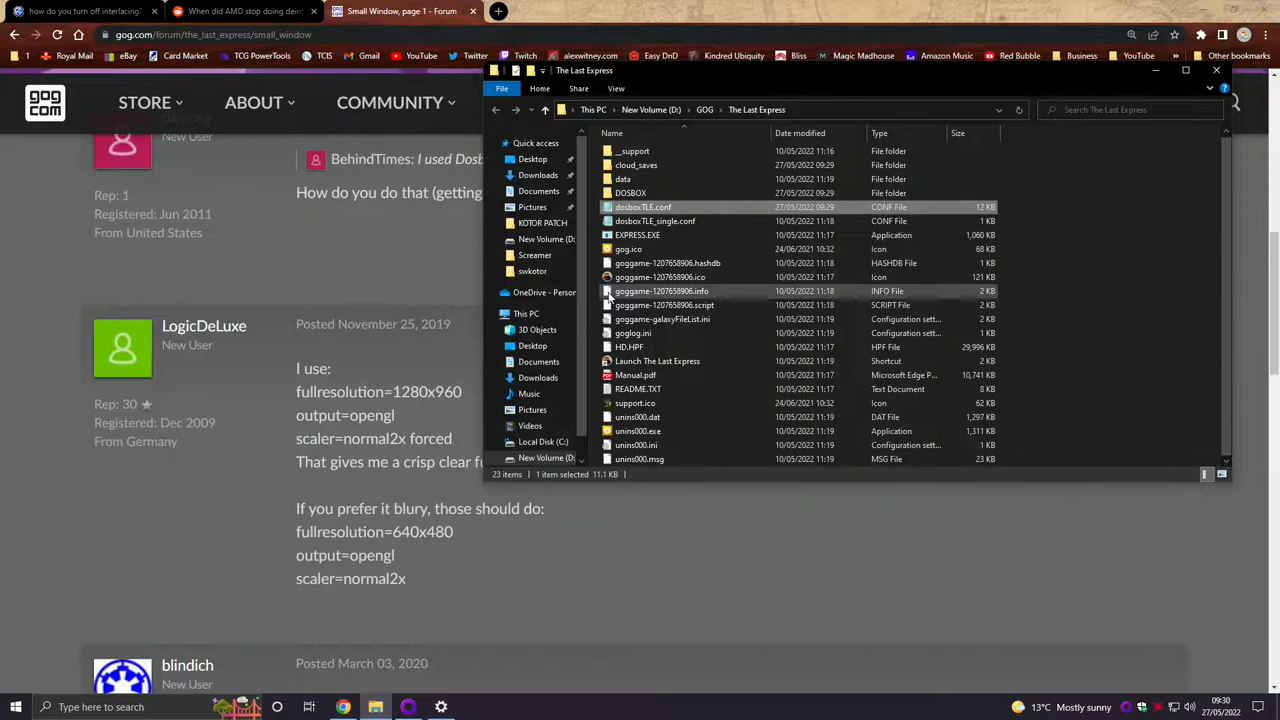 how do you turn off interlacing?
When did AMD stop doing deint
Small Window, page 1 - Forum
gog.com/forum/the_last_express/small_window
1
Royal Mail
eBay
Card Market
TCG PowerTools
TCIS
Gmail
YouTube
Twitter
alexwitney.com
Easy DnD
Kindred Ubiquity
Bliss
Magic Madhouse
Amazon
Red Bubble
Business
YouTube
Other bookmarks
gog
com
STORE
ABOUT
COMMUNITY
New User
BehindTimes: I used Dosb
Rep: 1
Registered: Jun 2011
From United States
How do you do that (getting
LogicDeLuxe
New User
Rep: 30
Registered: Dec 2009
From Germany
Posted November 25, 2019
I use:
fullresolution=1280x960
output=opengl
scaler=normal2x forced
That gives me a crisp clear fu
If you prefer it blury, those should do:
fullresolution=640x480
output=opengl
scaler=normal2x
blindich
New User
Posted March 03, 2020
The Last Express
File
Home
Share
View
This PC
New Volume (D:)
GOG
The Last Express
Search The Last Express
Quick access
Desktop
Downloads
Documents
Pictures
KOTOR PATCH
New Volume (D:
Screamer
swkotor
OneDrive - Person
This PC
3D Objects
Desktop
Documents
Downloads
Music
Pictures
Videos
Local Disk (C:)
New Volume (D:
Name Date modified Type Size
__support 10/05/2022 11:16 File folder
cloud_saves 27/05/2022 09:29 File folder
data 10/05/2022 11:19 File folder
DOSBOX 27/05/2022 09:29 File folder
dosboxTLE.conf 27/05/2022 09:29 CONF File 12 KB
dosboxTLE_single.conf 10/05/2022 11:18 CONF File 1 KB
EXPRESS.EXE 10/05/2022 11:17 Application 1,060 KB
gog.ico 24/06/2021 10:32 Icon 68 KB
goggame-1207658906.hashdb 10/05/2022 11:18 HASHDB File 1 KB
goggame-1207658906.ico 10/05/2022 11:17 Icon 121 KB
goggame-1207658906.info 10/05/2022 11:18 INFO File 2 KB
goggame-1207658906.script 10/05/2022 11:18 SCRIPT File 2 KB
goggame-galaxyFileList.ini 10/05/2022 11:19 Configuration sett... 2 KB
goglog.ini 10/05/2022 11:17 Configuration sett... 0 KB
HD.HPF 10/05/2022 11:17 HPF File 29,996 KB
Launch The Last Express 10/05/2022 11:19 Shortcut 2 KB
Manual.pdf 10/05/2022 11:17 Microsoft Edge P... 10,741 KB
README.TXT 10/05/2022 11:17 Text Document 8 KB
support.ico 24/06/2021 10:32 Icon 62 KB
unins000.dat 10/05/2022 11:19 DAT File 1,297 KB
unins000.exe 10/05/2022 11:19 Application 1,311 KB
unins000.ini 10/05/2022 11:19 Configuration sett... 1 KB
unins000.msg 10/05/2022 11:19 MSG File 23 KB
23 items
1 item selected 11.1 KB
Type here to search
13°C Mostly sunny
09:30
27/05/2022